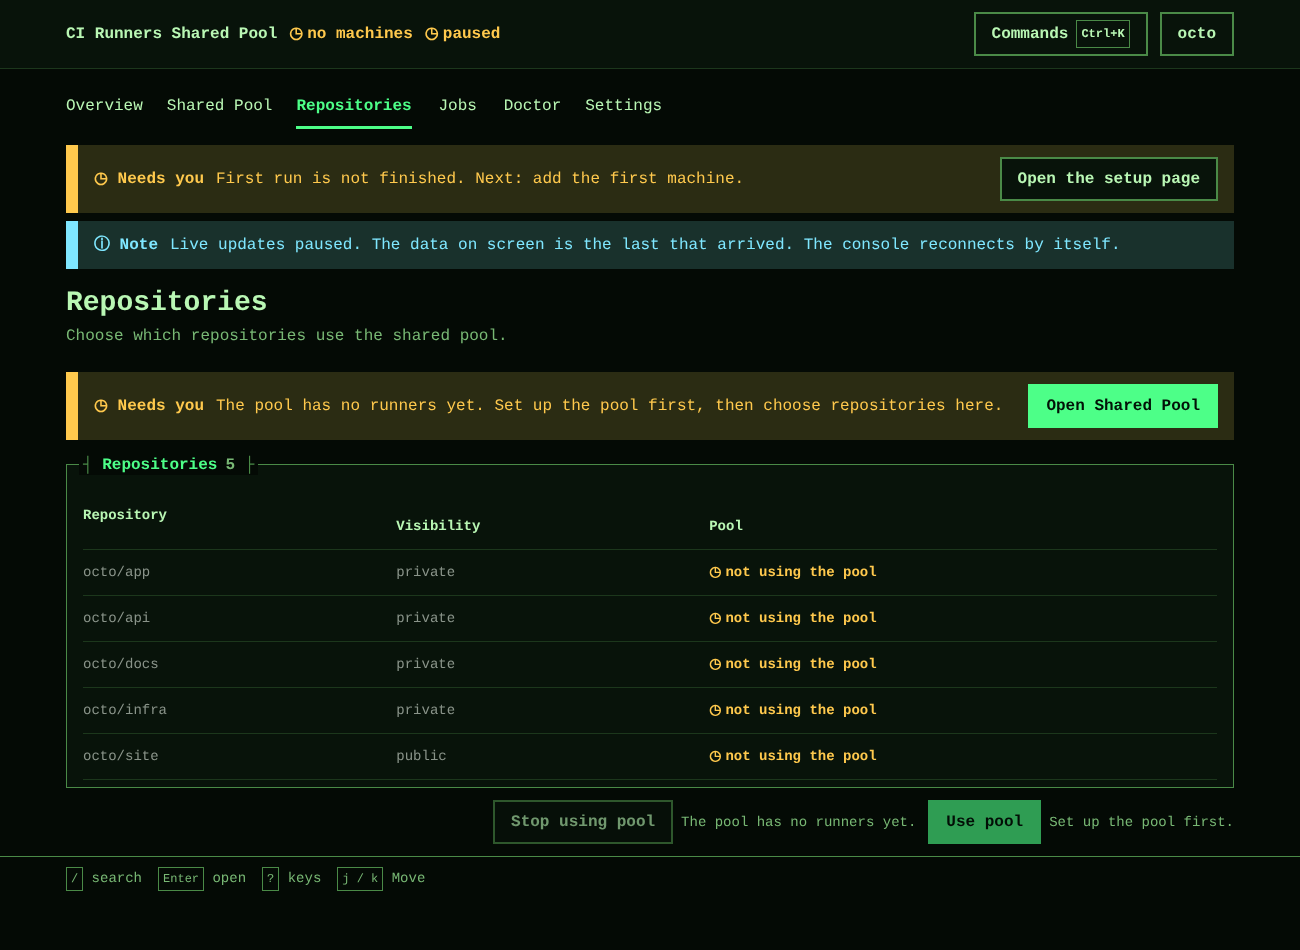 CI Runners Shared Pool ◷ no machines ◷ paused
Commands Ctrl+K octo
Overview Shared Pool Repositories Jobs Doctor Settings
◷ Needs you First run is not finished. Next: add the first machine. Open the setup page
ⓘ Note Live updates paused. The data on screen is the last that arrived. The console reconnects by itself.
Repositories
Choose which repositories use the shared pool.
◷ Needs you The pool has no runners yet. Set up the pool first, then choose repositories here. Open Shared Pool
┤ Repositories 5 ├
Repository Visibility Pool
octo/app private ◷ not using the pool
octo/api private ◷ not using the pool
octo/docs private ◷ not using the pool
octo/infra private ◷ not using the pool
octo/site public ◷ not using the pool
Stop using pool The pool has no runners yet. Use pool Set up the pool first.
/ search Enter open ? keys j / k Move